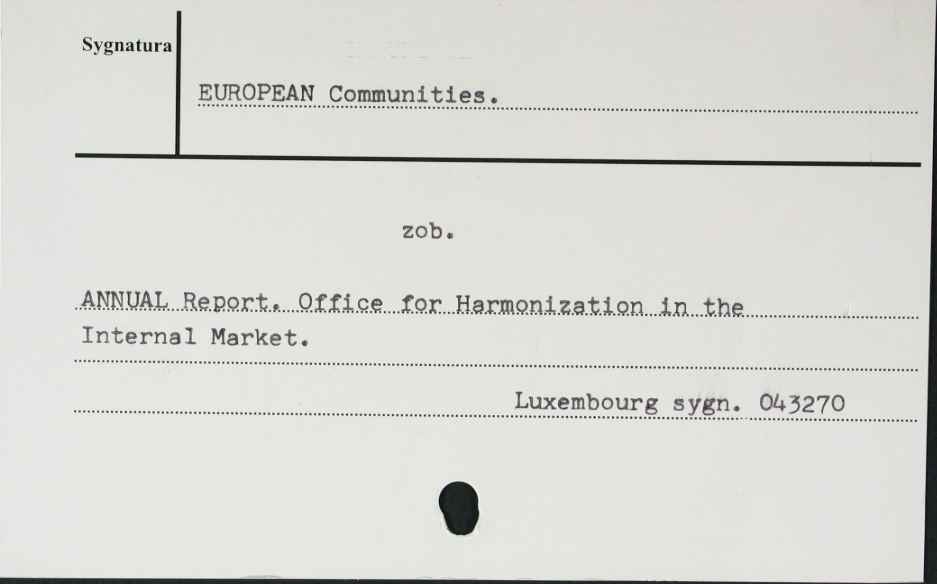 Sygnatura
EUROPEAN Communities.
zob.
ANNUAL Report. Office for Harmonization in the
Internal Market.
Luxembourg sygn. 043270